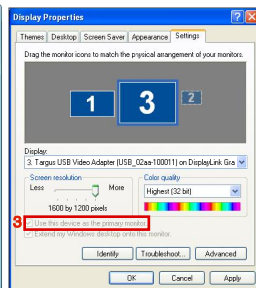 Display Properties
Themes Desktop Screen Saver Appearance Settings
Drag the monitor icons to match the physical arrangement of your monitors.
1 3 2
Display:
3. Targus USB Video Adapter (USB_02aa-100011) on DisplayLink Gra
Screen resolution
Less More
1600 by 1200 pixels
Color quality
Highest (32 bit)
3 Use this device as the primary monitor.
Extend my Windows desktop onto this monitor.
Identify Troubleshoot... Advanced
OK Cancel Apply